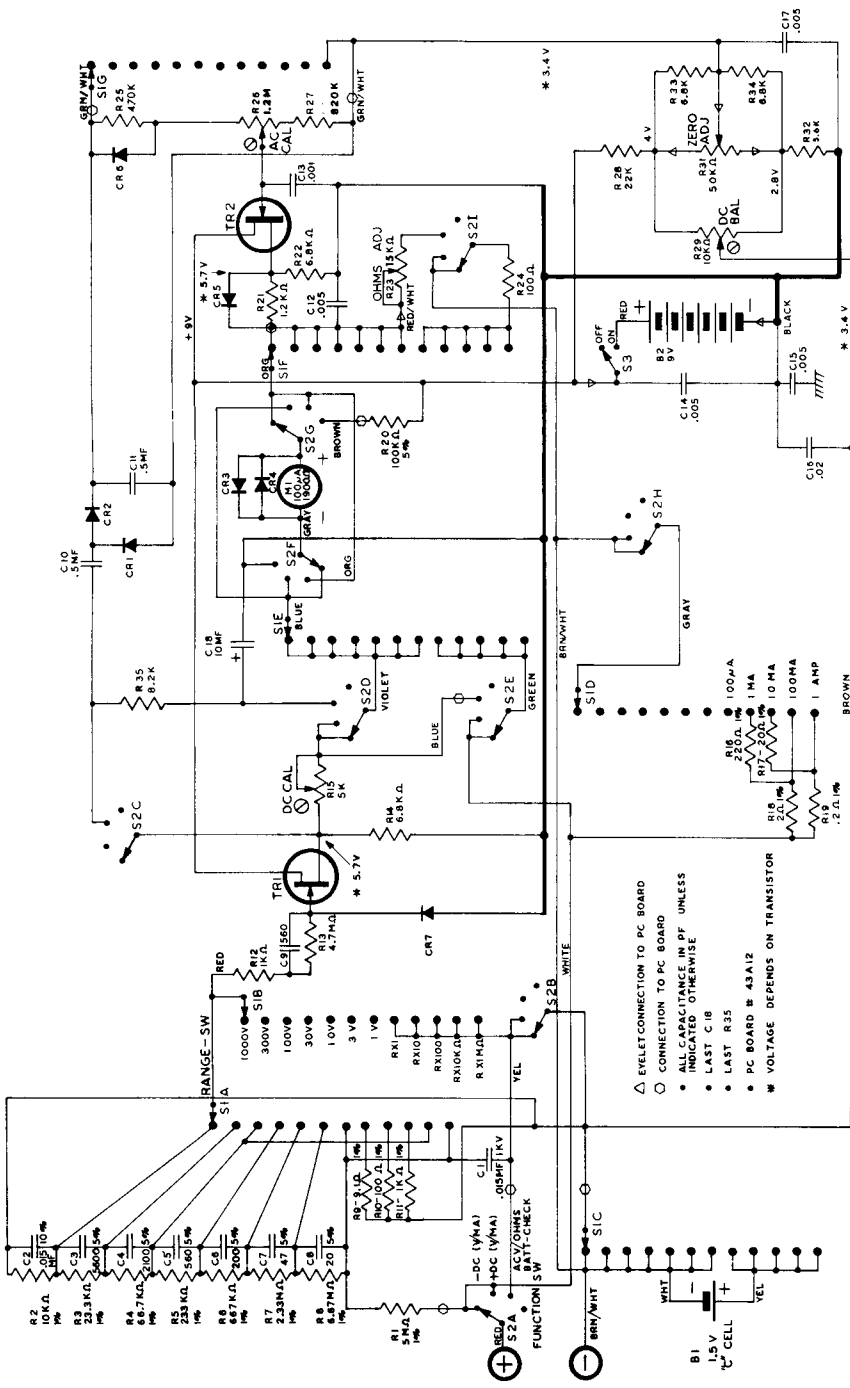 R2
10KΩ
1%
C2
.015 10%
MF
R3
23.3KΩ
1%
C3
5%
R4
66.7KΩ
1%
C4
2100 5%
R5
233KΩ
1%
C5
560 5%
R6
667KΩ
1%
C6
200 5%
R7
2.33MΩ
1%
C7
47 5%
R8
6.67MΩ
1%
C8
20 5%
R1
5MΩ
1%
RANGE-SW
S1A
R9-9.1Ω 1%
R10-100Ω 1%
R11-1KΩ 1%
C1
.015MF 1KV
-DC (V/MA)
+DC (V/MA)
ACV/OHMS
BATT-CHECK
RED
S2A
FUNCTION SW
+
−
BRN/WHT
S1C
B1
1.5V
"C" CELL
WHT
-
+
YEL
RED
R12
1KΩ
S1B
1000V
300V
100V
30V
10V
3V
1V
RX1
RX10
RX100
RX10KΩ
RX1MΩ
YEL
S2B
C9
560
R13
4.7MΩ
TR1
* 5.7V
CR7
WHITE
S2C
DC CAL
R15
5K
R14
6.8KΩ
R35
8.2K
S2D
VIOLET
BLUE
S2E
GREEN
C18
10MF
+
S1E
BLUE
C10
.5MF
CR1
CR2
C11
.5MF
S2F
ORG
GRAY
CR3
CR4
M1
100µA
1900Ω
-
+
S2G
BROWN
R20
100KΩ
5%
ORG
S1F
+9V
* 5.7V
CR5
R21
1.2KΩ
R22
6.8KΩ
C12
.005
TR2
C13
.001
AC
CAL
CR6
GRN/WHT
S1G
R25
470K
R26
1.2M
R27
820K
GRN/WHT
OHMS ADJ
R23
15KΩ
RED/WHT
S2I
R24
100Ω
BRN/WHT
S2H
GRAY
S1D
100µA
1 MA
10 MA
100MA
1 AMP
R16
220Ω 1%
R17-20Ω 1%
R18
2Ω 1%
R19
.2Ω 1%
BROWN
S3
OFF
ON
RED
B2
9V
+
-
BLACK
C14
.005
C15
.005
C16
.02
* 3.4V
* 3.4V
R28
22K
4V
R33
6.8K
R34
6.8K
ZERO
ADJ
R31
50KΩ
2.8V
DC
BAL
R29
10KΩ
R32
5.6K
C17
.005
△ EYELET CONNECTION TO PC BOARD
CONNECTION TO PC BOARD
• ALL CAPACITANCE IN PF UNLESS
INDICATED OTHERWISE
• LAST C18
• LAST R35
• PC BOARD # 43A12
* VOLTAGE DEPENDS ON TRANSISTOR